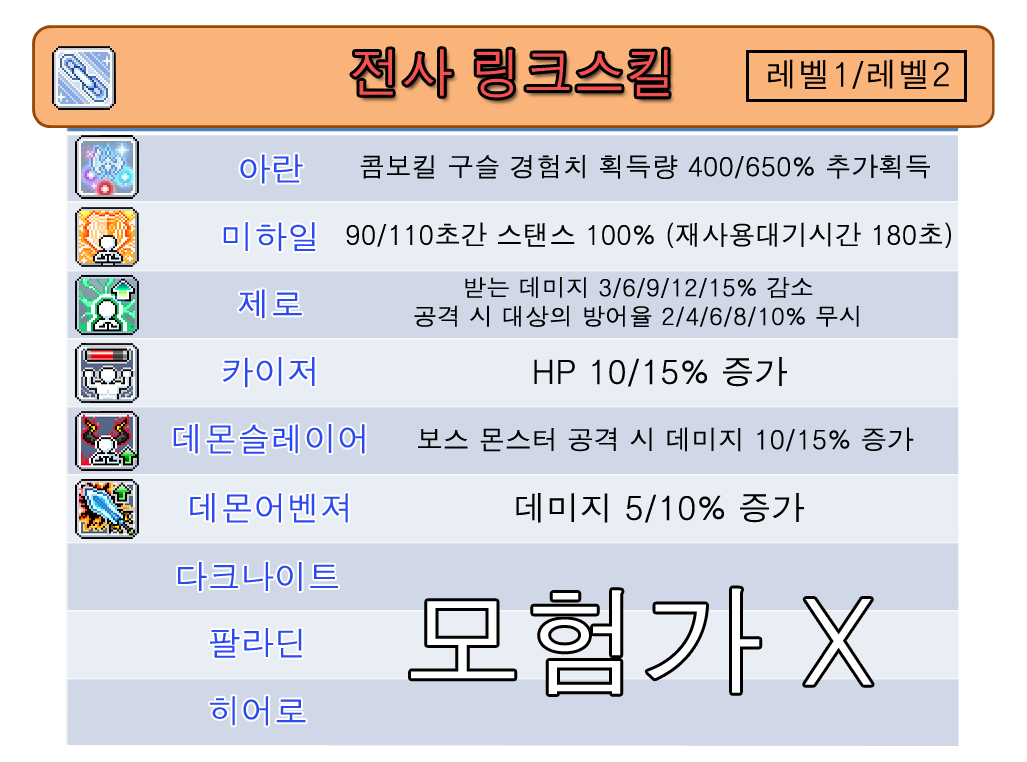 전사 링크스킬
레벨1/레벨2
아란 콤보킬 구슬 경험치 획득량 400/650% 추가획득
미하일 90/110초간 스탠스 100% (재사용대기시간 180초)
제로 받는 데미지 3/6/9/12/15% 감소
공격 시 대상의 방어율 2/4/6/8/10% 무시
카이저 HP 10/15% 증가
데몬슬레이어 보스 몬스터 공격 시 데미지 10/15% 증가
데몬어벤져 데미지 5/10% 증가
다크나이트
팔라딘
히어로
모험가 X